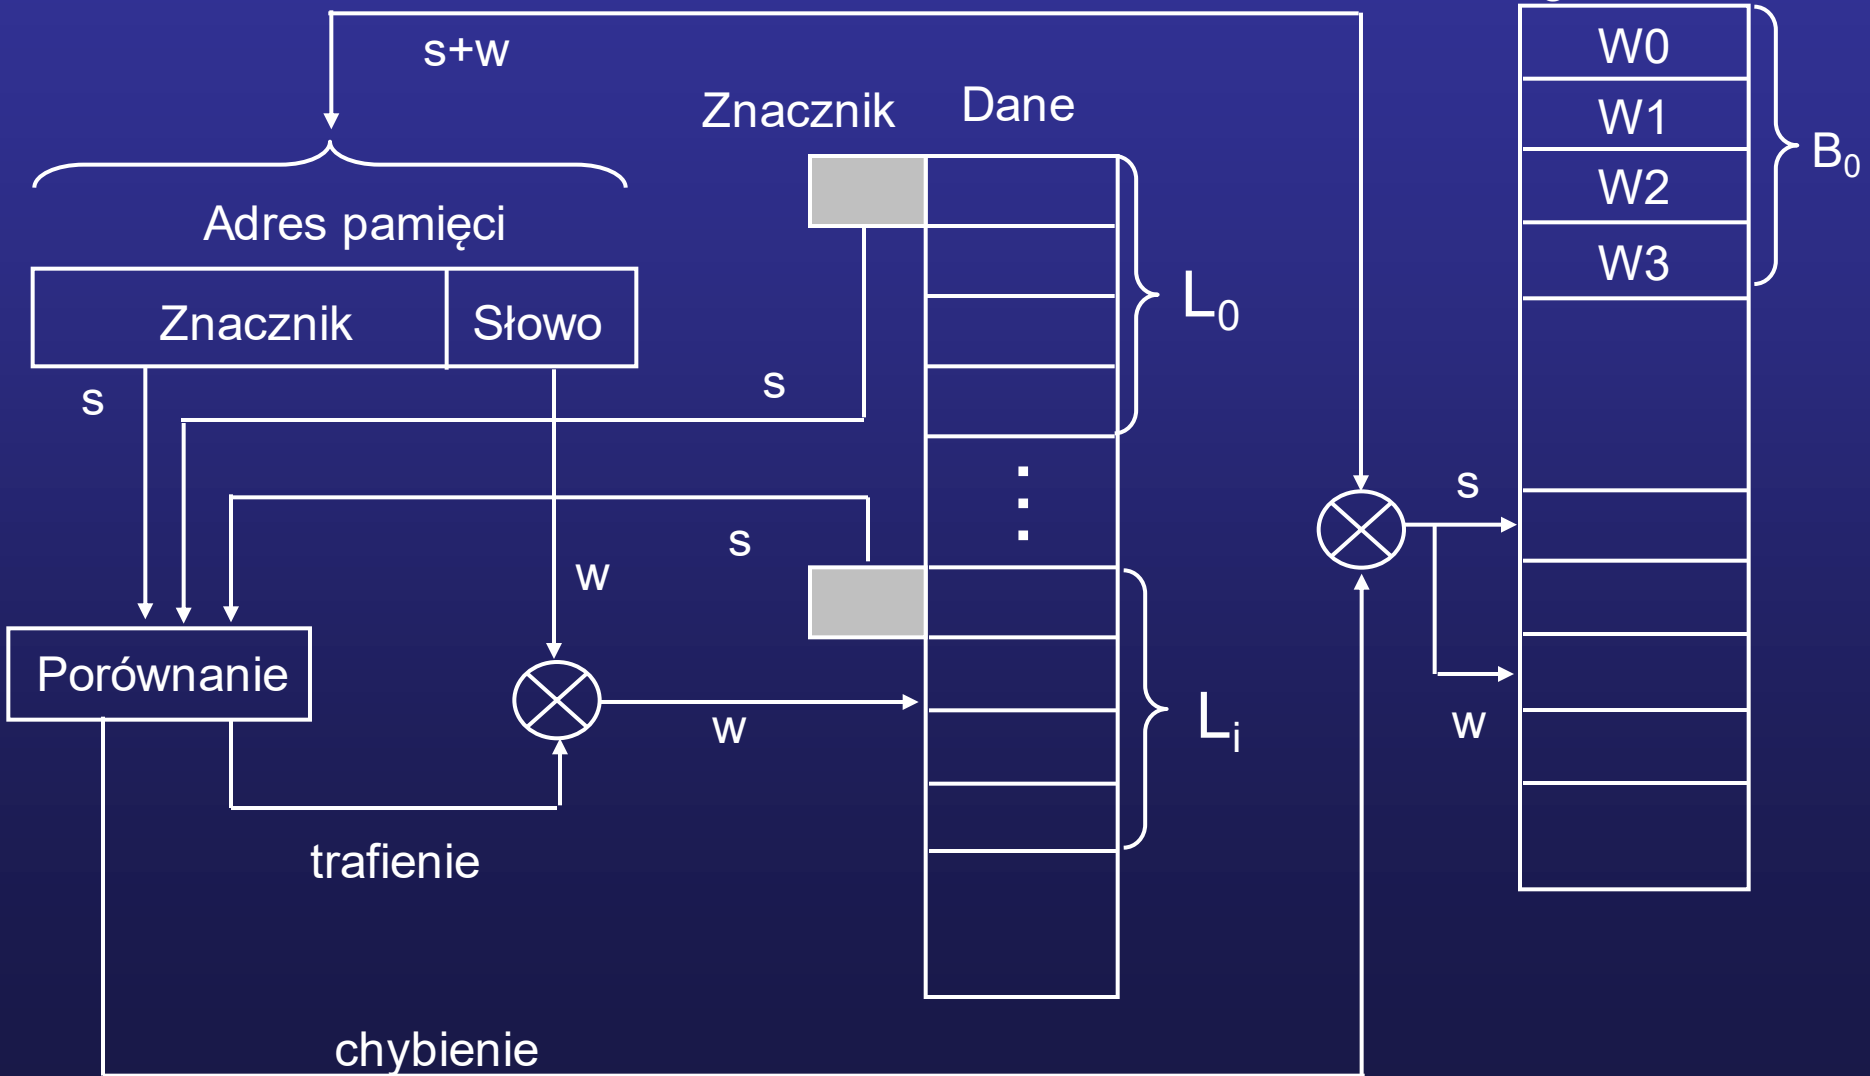 s+w
Znacznik
Dane
W0
W1
W2
W3
B₀
Adres pamięci
Znacznik
Słowo
L₀
s
s
s
s
w
Porównanie
w
Lᵢ
w
trafienie
chybienie